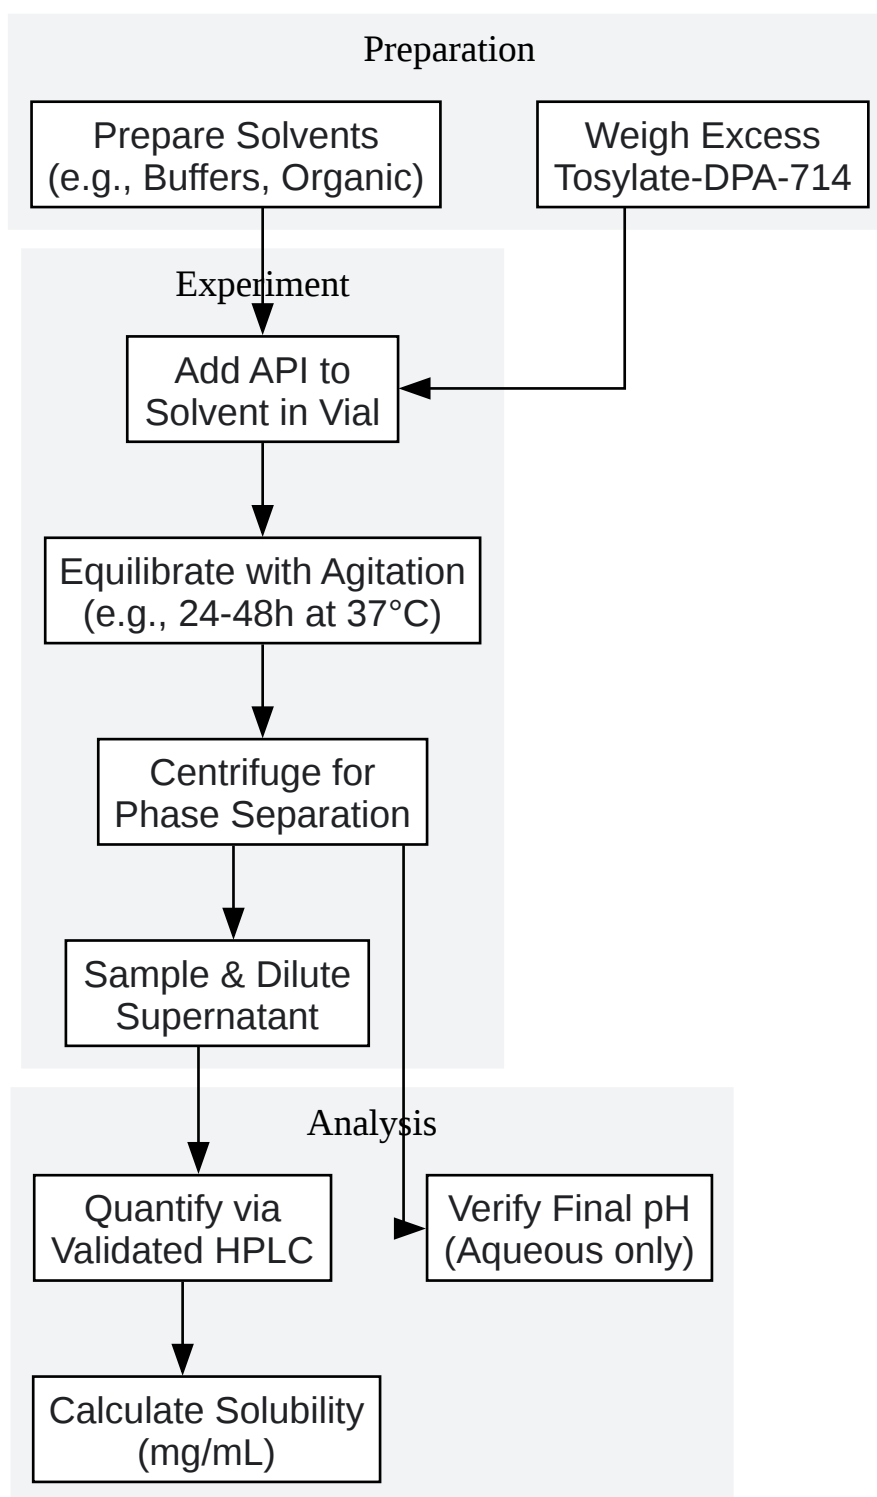 Preparation
Prepare Solvents
(e.g., Buffers, Organic)
Weigh Excess
Tosylate-DPA-714
Experiment
Add API to
Solvent in Vial
Equilibrate with Agitation
(e.g., 24-48h at 37°C)
Centrifuge for
Phase Separation
Sample & Dilute
Supernatant
Analysis
Quantify via
Validated HPLC
Verify Final pH
(Aqueous only)
Calculate Solubility
(mg/mL)